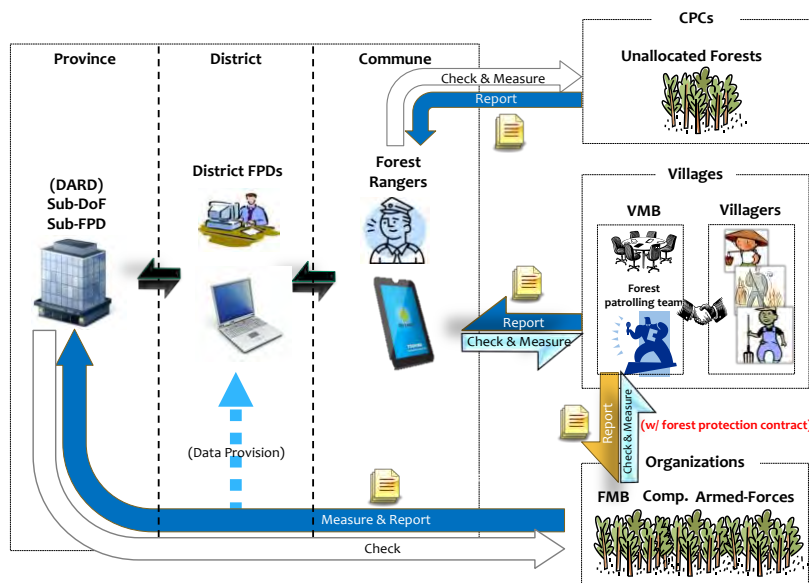 CPCs
Unallocated Forests
Province
District
Commune
Check & Measure
Report
(DARD)
Sub-DoF
Sub-FPD
District FPDs
Forest
Rangers
Villages
VMB
Villagers
Forest
patrolling team
Report
Check & Measure
Report
Check & Measure
(w/ forest protection contract)
(Data Provision)
Organizations
FMB
Comp.
Armed-Forces
Measure & Report
Check